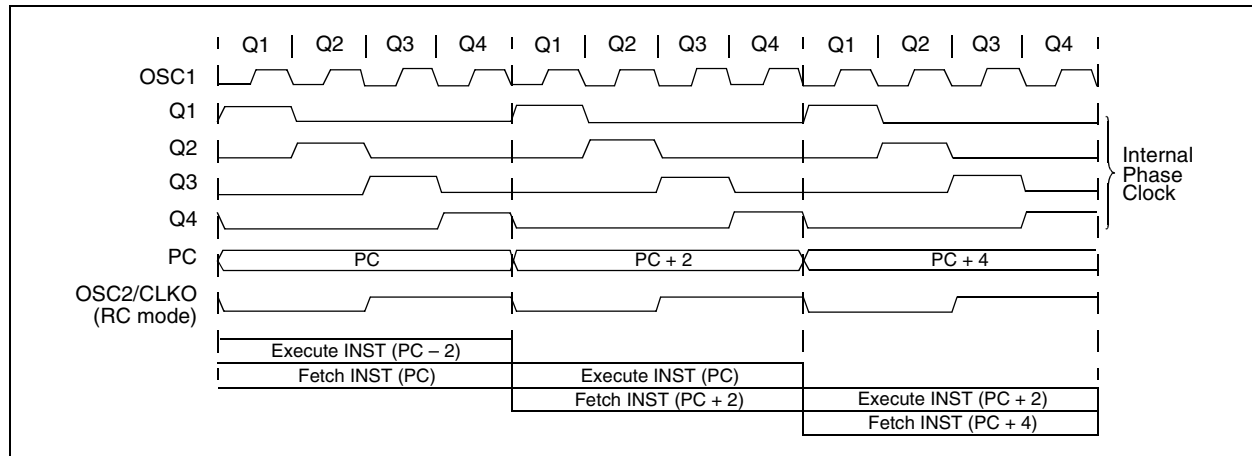 Q1 Q2 Q3 Q4 Q1 Q2 Q3 Q4 Q1 Q2 Q3 Q4
OSC1
Q1
Q2
Q3
Q4
Internal
Phase
Clock
PC PC PC + 2 PC + 4
OSC2/CLKO
(RC mode)
Execute INST (PC – 2)
Fetch INST (PC) Execute INST (PC)
Fetch INST (PC + 2) Execute INST (PC + 2)
Fetch INST (PC + 4)